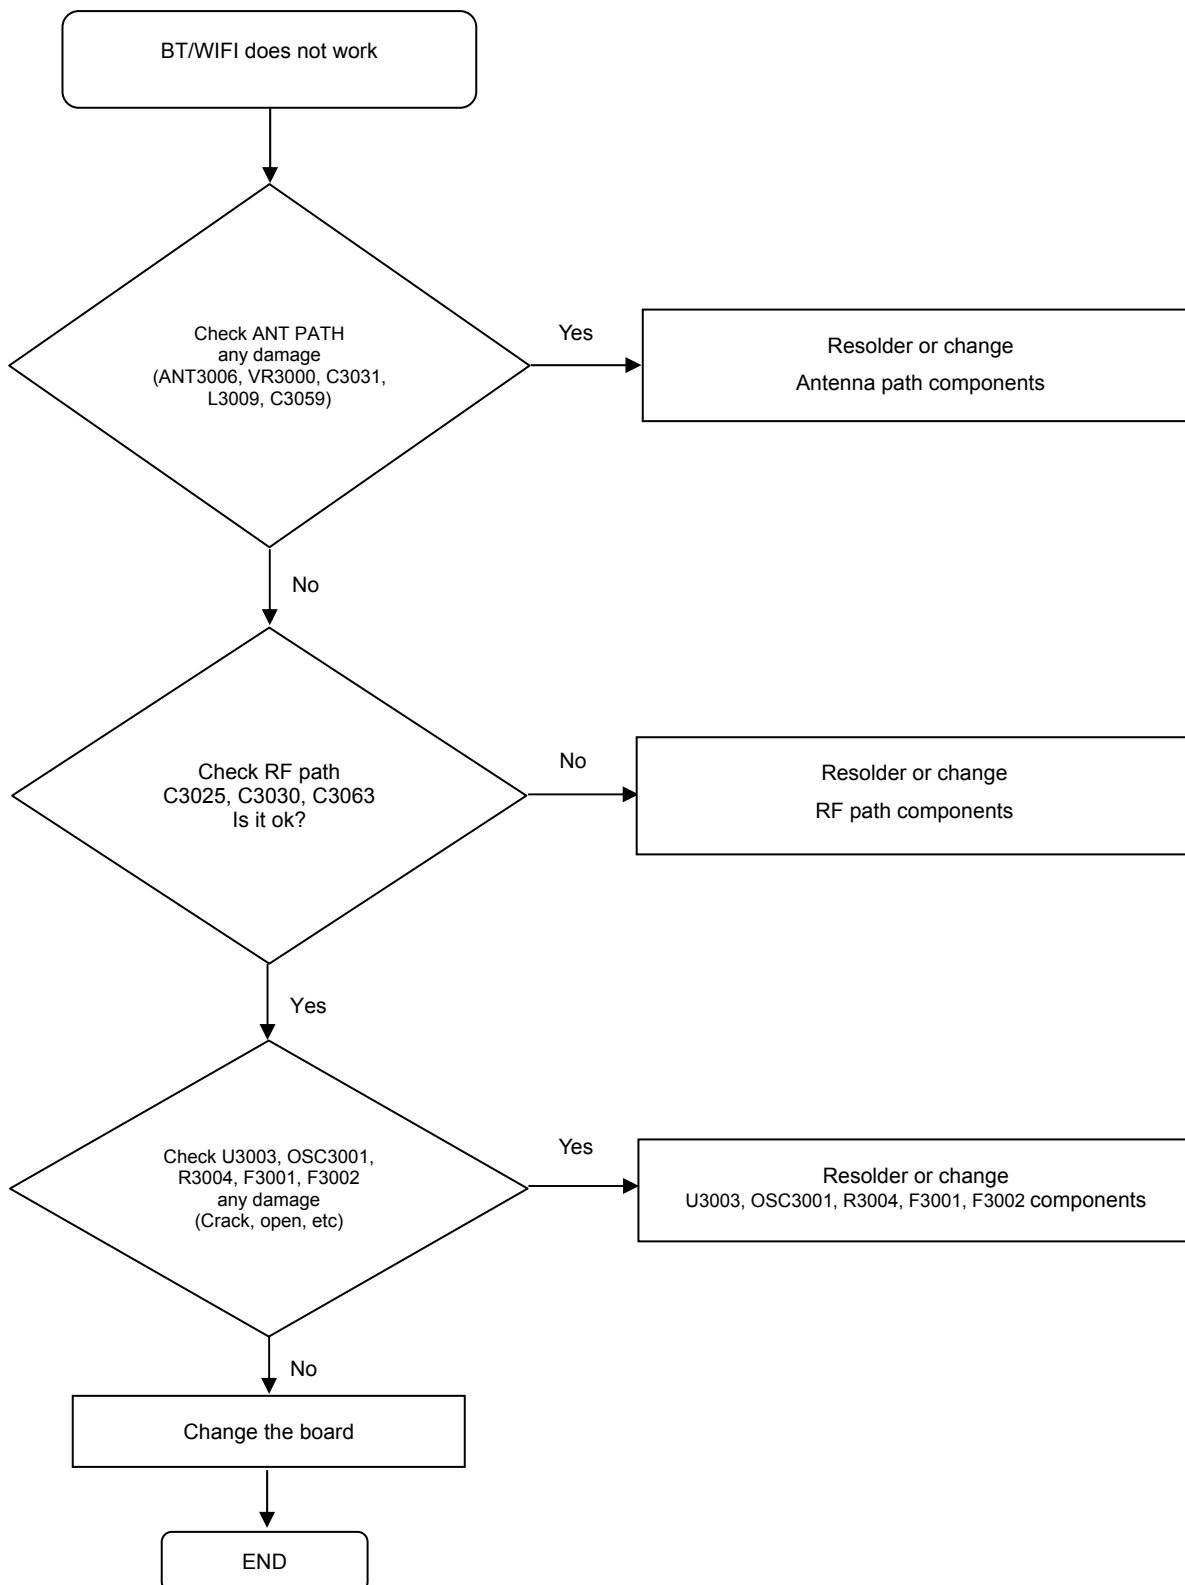 BT/WIFI does not work
Check ANT PATH
any damage
(ANT3006, VR3000, C3031,
L3009, C3059)
Yes
Resolder or change
Antenna path components
No
Check RF path
C3025, C3030, C3063
Is it ok?
No
Resolder or change
RF path components
Yes
Check U3003, OSC3001,
R3004, F3001, F3002
any damage
(Crack, open, etc)
Yes
Resolder or change
U3003, OSC3001, R3004, F3001, F3002 components
No
Change the board
END